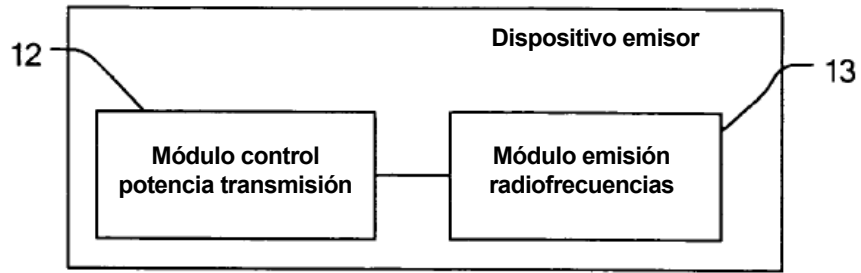 Dispositivo emisor
12
13
Módulo control
potencia transmisión
Módulo emisión
radiofrecuencias